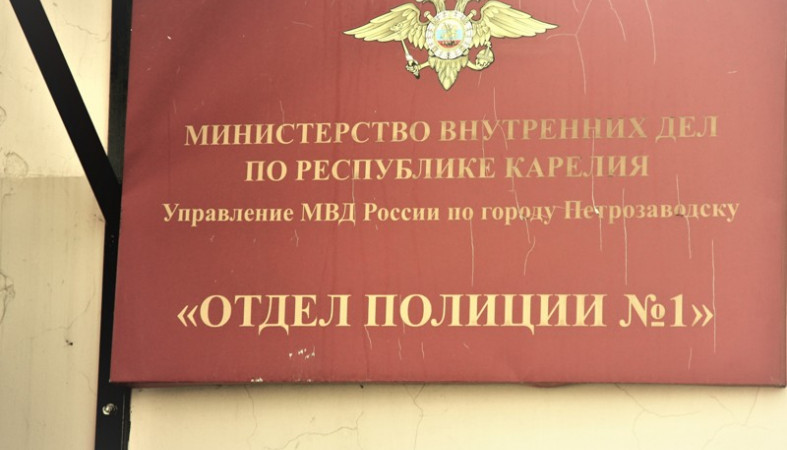 МИНИСТЕРСТВО ВНУТРЕННИХ ДЕЛ
ПО РЕСПУБЛИКЕ КАРЕЛИЯ
Управление МВД России по городу Петрозаводску
«ОТДЕЛ ПОЛИЦИИ №1»